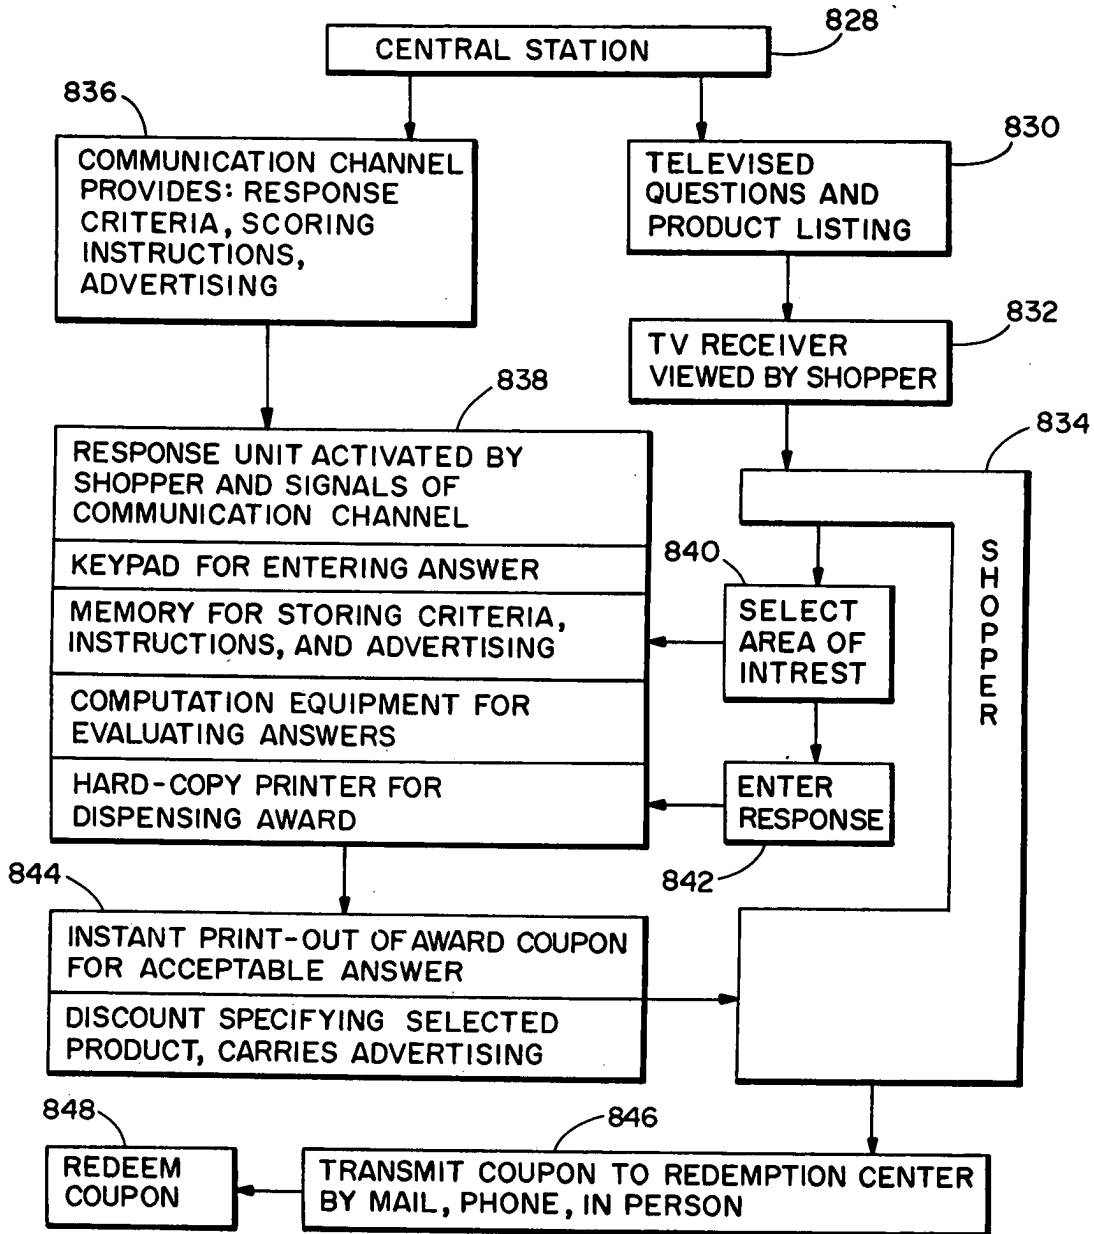 828
CENTRAL STATION
836
COMMUNICATION CHANNEL
PROVIDES: RESPONSE
CRITERIA, SCORING
INSTRUCTIONS,
ADVERTISING
830
TELEVISED
QUESTIONS AND
PRODUCT LISTING
832
TV RECEIVER
VIEWED BY SHOPPER
838
RESPONSE UNIT ACTIVATED BY
SHOPPER AND SIGNALS OF
COMMUNICATION CHANNEL
KEYPAD FOR ENTERING ANSWER
MEMORY FOR STORING CRITERIA,
INSTRUCTIONS, AND ADVERTISING
COMPUTATION EQUIPMENT FOR
EVALUATING ANSWERS
HARD-COPY PRINTER FOR
DISPENSING AWARD
834
SHOPPER
840
SELECT
AREA OF
INTREST
ENTER
RESPONSE
842
844
INSTANT PRINT-OUT OF AWARD COUPON
FOR ACCEPTABLE ANSWER
DISCOUNT SPECIFYING SELECTED
PRODUCT, CARRIES ADVERTISING
848
REDEEM
COUPON
846
TRANSMIT COUPON TO REDEMPTION CENTER
BY MAIL, PHONE, IN PERSON